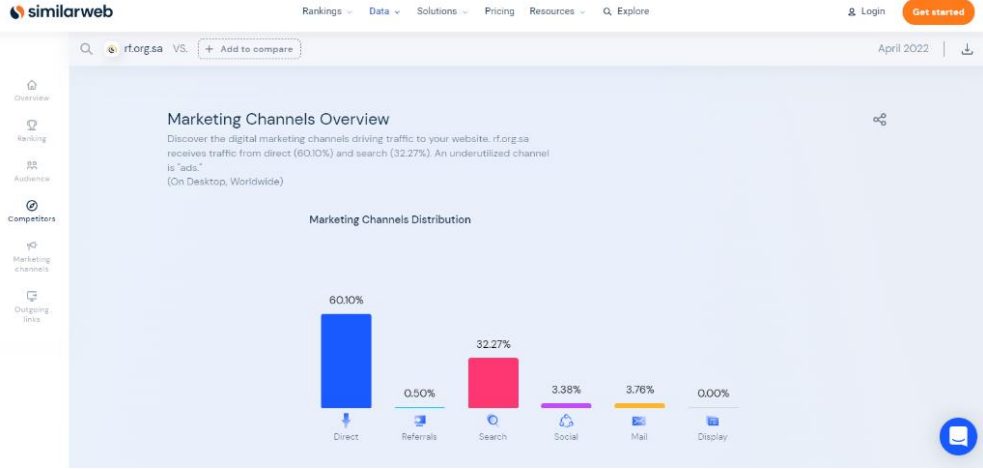 similarweb
Rankings Data Solutions Pricing Resources Explore Login Get started
rf.org.sa VS. + Add to compare April 2022
Overview
Ranking
Audience
Competitors
Marketing
channels
Outgoing
links
Marketing Channels Overview
Discover the digital marketing channels driving traffic to your website. rf.org.sa
receives traffic from direct (60.10%) and search (32.27%). An underutilized channel
is "ads."
(On Desktop, Worldwide)
Marketing Channels Distribution
60.10%
32.27%
0.50%
3.38%
3.76%
0.00%
Direct Referrals Search Social Mail Display